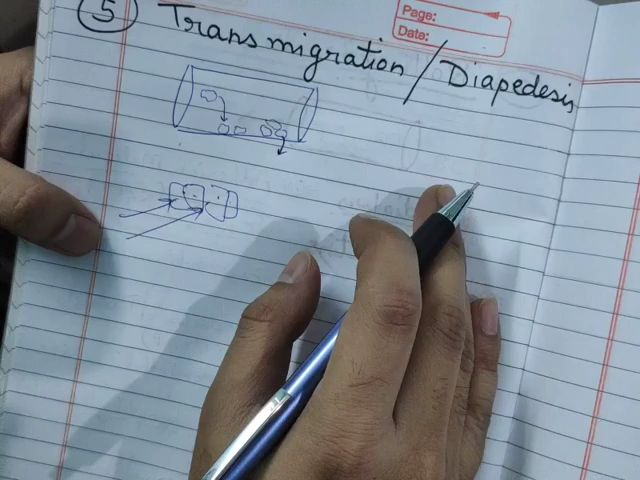 Page:
Date:
5 Transmigration / Diapedesis